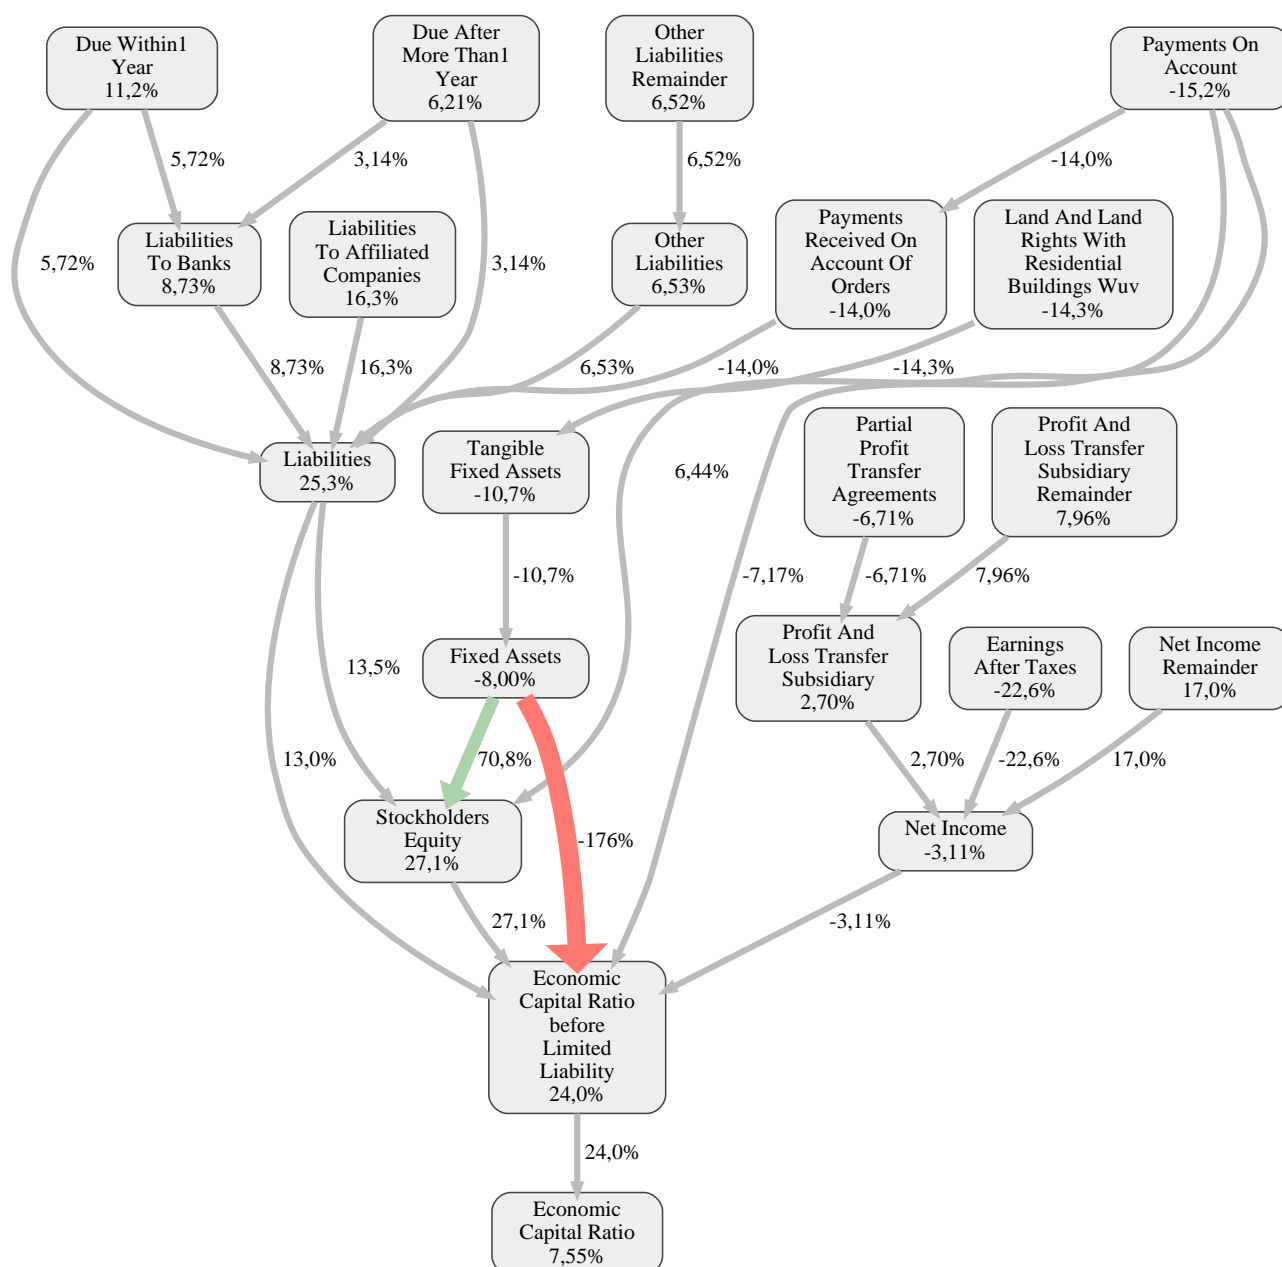 Due Within1
Year
11,2%
Due After
More Than1
Year
6,21%
Other
Liabilities
Remainder
6,52%
Payments On
Account
-15,2%
5,72%
3,14%
6,52%
-14,0%
Liabilities
To Banks
8,73%
Liabilities
To Affiliated
Companies
16,3%
Other
Liabilities
6,53%
Payments
Received On
Account Of
Orders
-14,0%
Land And Land
Rights With
Residential
Buildings Wuv
-14,3%
5,72%
3,14%
8,73%
16,3%
6,53%
-14,0%
-14,3%
Liabilities
25,3%
Tangible
Fixed Assets
-10,7%
6,44%
Partial
Profit
Transfer
Agreements
-6,71%
Profit And
Loss Transfer
Subsidiary
Remainder
7,96%
-10,7%
-7,17%
-6,71%
7,96%
13,5%
Fixed Assets
-8,00%
Profit And
Loss Transfer
Subsidiary
2,70%
Earnings
After Taxes
-22,6%
Net Income
Remainder
17,0%
13,0%
70,8%
2,70%
-22,6%
17,0%
Stockholders
Equity
27,1%
-176%
Net Income
-3,11%
27,1%
-3,11%
Economic
Capital Ratio
before
Limited
Liability
24,0%
24,0%
Economic
Capital Ratio
7,55%